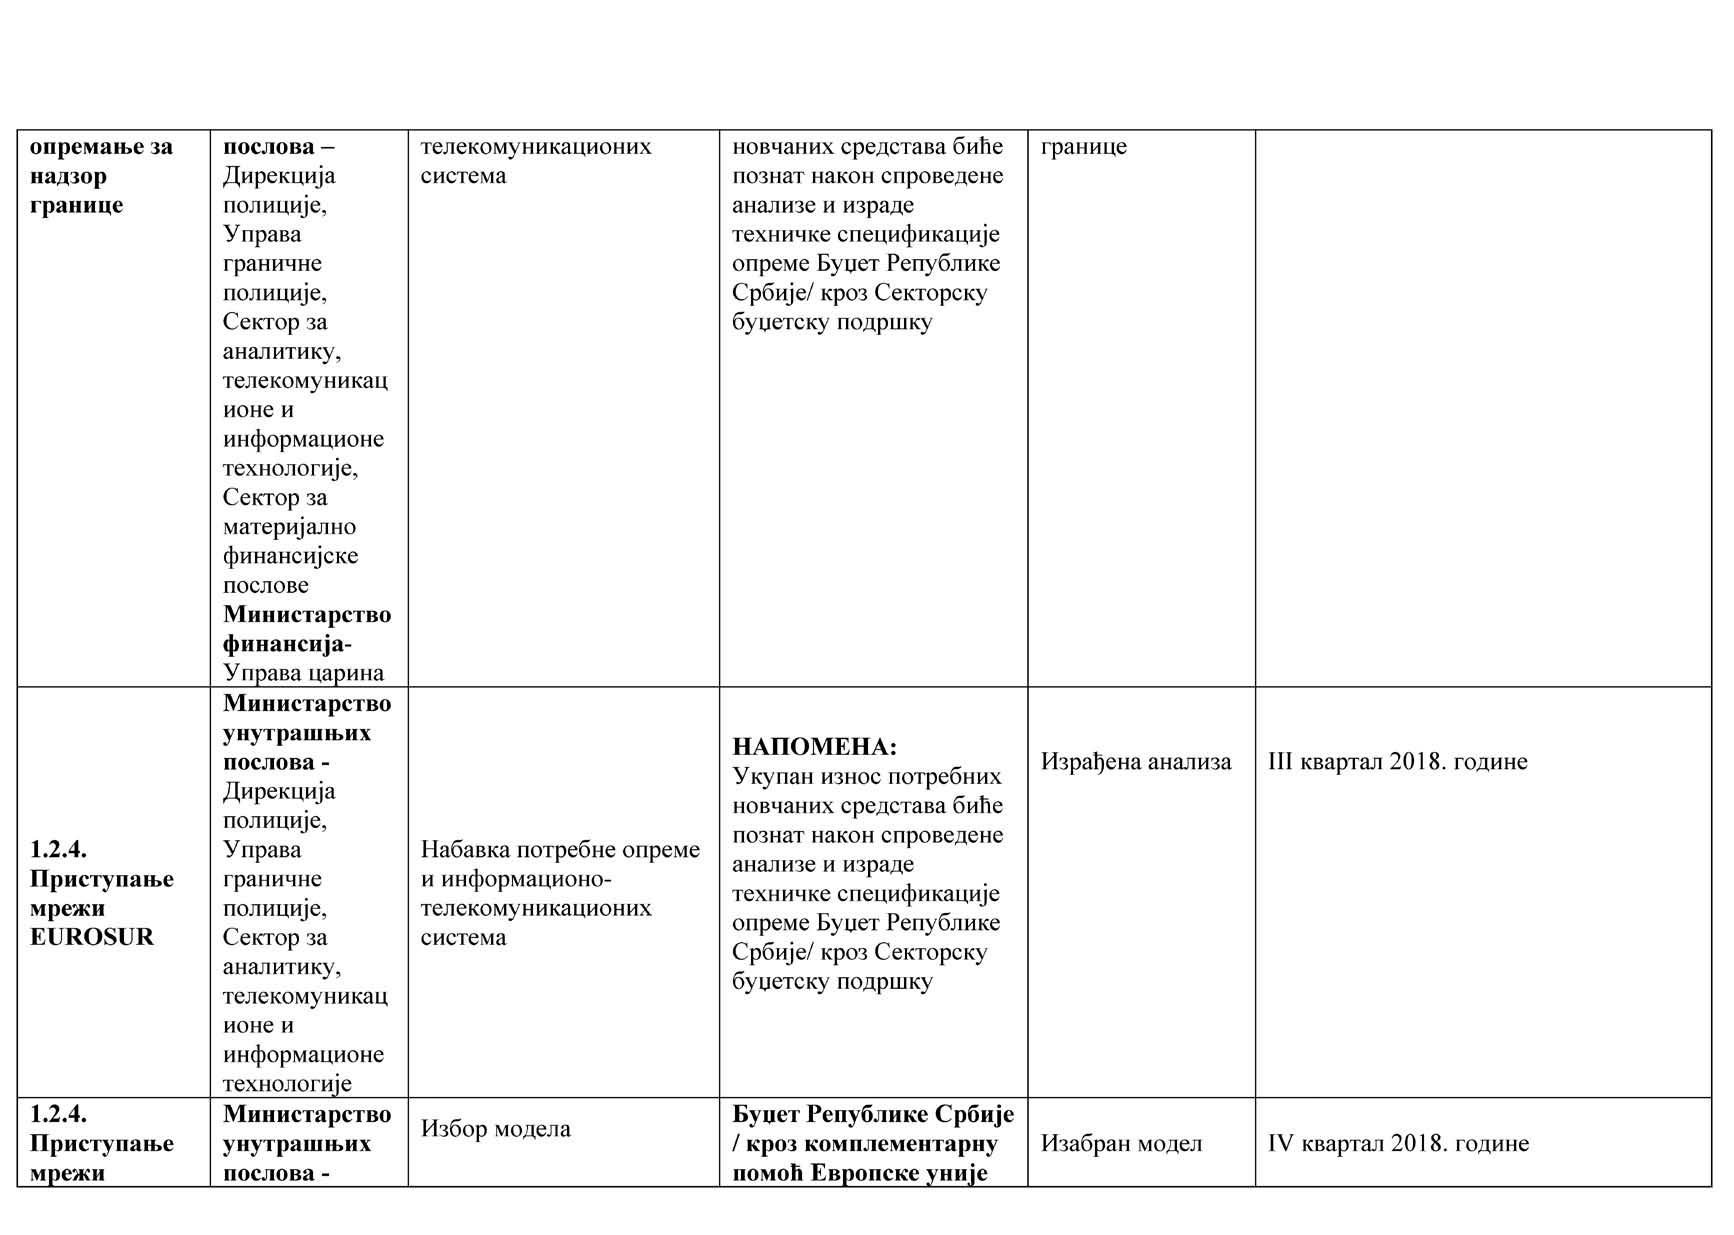 опремање за
надзор
границе
послова –
Дирекција
полиције,
Управа
граничне
полиције,
Сектор за
аналитику,
телекомуникац
ионе и
информационе
технологије,
Сектор за
материјално
финансијске
послове
Министарство
финансија-
Управа царина
телекомуникационих
система
новчаних средстава биће
познат након спроведене
анализе и израде
техничке спецификације
опреме Буџет Републике
Србије/ кроз Секторску
буџетску подршку
границе
1.2.4.
Приступање
мрежи
EUROSUR
Министарство
унутрашњих
послова -
Дирекција
полиције,
Управа
граничне
полиције,
Сектор за
аналитику,
телекомуникац
ионе и
информационе
технологије
Набавка потребне опреме
и информационо-
телекомуникационих
система
НАПОМЕНА:
Укупан износ потребних
новчаних средстава биће
познат након спроведене
анализе и израде
техничке спецификације
опреме Буџет Републике
Србије/ кроз Секторску
буџетску подршку
Израђена анализа
III квартал 2018. године
1.2.4.
Приступање
мрежи
Министарство
унутрашњих
послова -
Избор модела
Буџет Републике Србије
/ кроз комплементарну
помоћ Европске уније
Изабран модел
IV квартал 2018. године